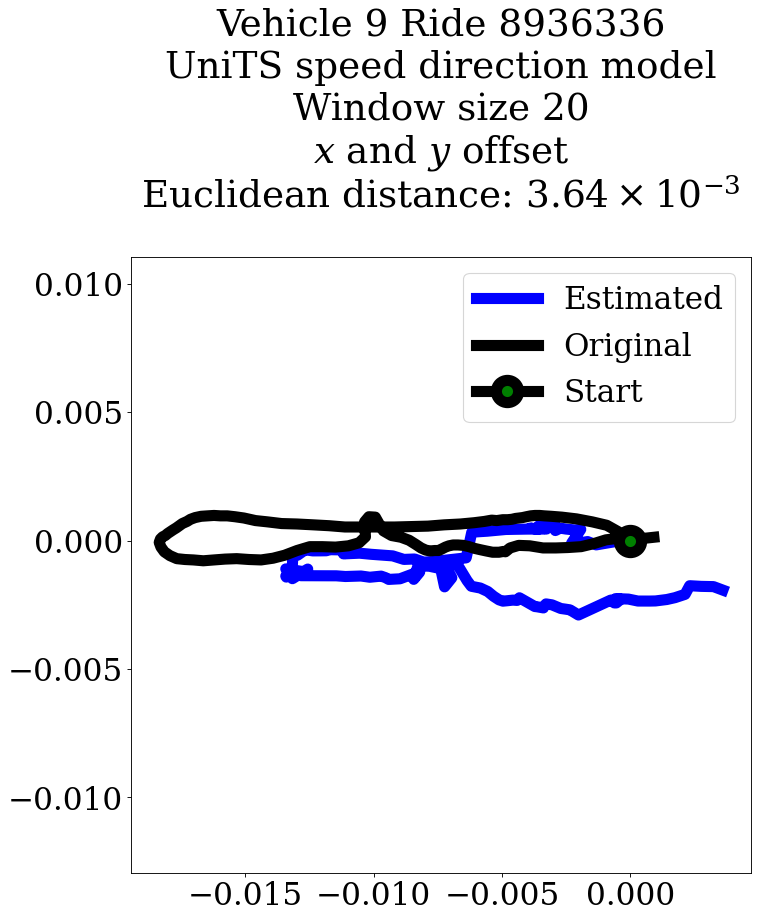 Vehicle 9 Ride 8936336
UniTS speed direction model
Window size 20
x and y offset
Euclidean distance: 3.64 × 10⁻³
Estimated
Original
Start
0.010
0.005
0.000
−0.005
−0.010
−0.015 −0.010 −0.005 0.000